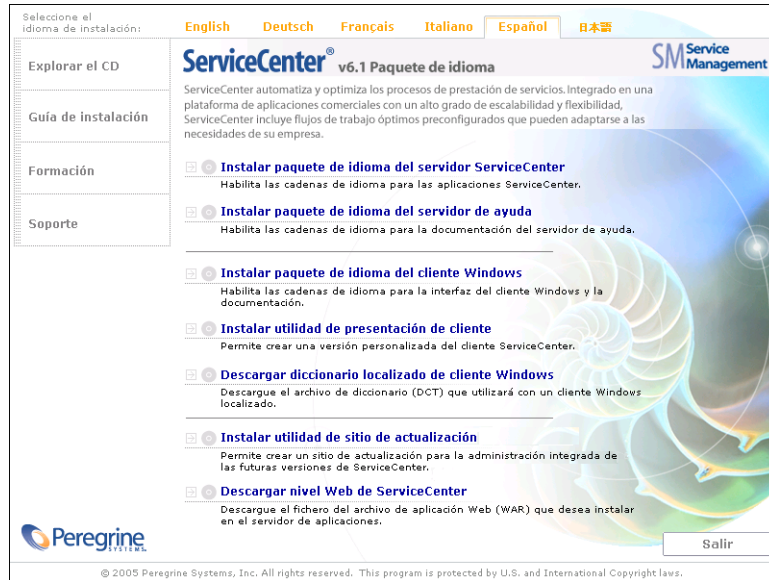 Seleccione el
idioma de instalación:
English Deutsch Français Italiano Español 日本語
Explorar el CD
Guía de instalación
Formación
Soporte
ServiceCenter® v6.1 Paquete de idioma
SM Service Management
ServiceCenter automatiza y optimiza los procesos de prestación de servicios. Integrado en una
plataforma de aplicaciones comerciales con un alto grado de escalabilidad y flexibilidad,
ServiceCenter incluye flujos de trabajo óptimos preconfigurados que pueden adaptarse a las
necesidades de su empresa.
Instalar paquete de idioma del servidor ServiceCenter
Habilita las cadenas de idioma para las aplicaciones ServiceCenter.
Instalar paquete de idioma del servidor de ayuda
Habilita las cadenas de idioma para la documentación del servidor de ayuda.
Instalar paquete de idioma del cliente Windows
Habilita las cadenas de idioma para la interfaz del cliente Windows y la
documentación.
Instalar utilidad de presentación de cliente
Permite crear una versión personalizada del cliente ServiceCenter.
Descargar diccionario localizado de cliente Windows
Descargue el archivo de diccionario (DCT) que utilizará con un cliente Windows
localizado.
Instalar utilidad de sitio de actualización
Permite crear un sitio de actualización para la administración integrada de
las futuras versiones de ServiceCenter.
Descargar nivel Web de ServiceCenter
Descargue el fichero del archivo de aplicación Web (WAR) que desea instalar
en el servidor de aplicaciones.
Peregrine
SYSTEMS
Salir
© 2005 Peregrine Systems, Inc. All rights reserved. This program is protected by U.S. and International Copyright laws.